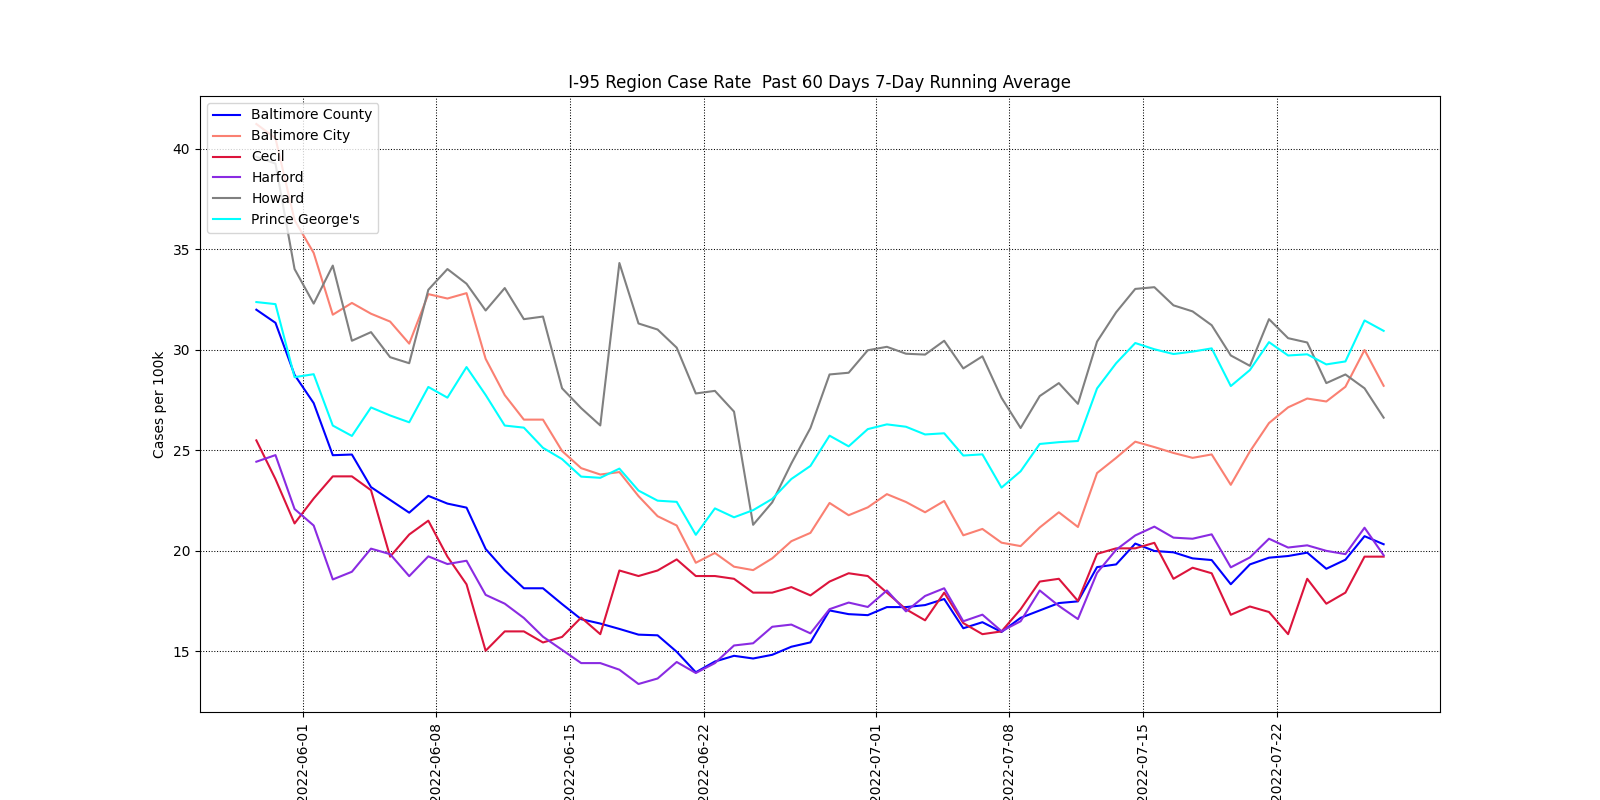 I-95 Region Case Rate  Past 60 Days 7-Day Running Average
Baltimore County
Baltimore City
Cecil
Harford
Howard
Prince George's
Cases per 100k
40
35
30
25
20
15
2022-06-01
2022-06-08
2022-06-15
2022-06-22
2022-07-01
2022-07-08
2022-07-15
2022-07-22